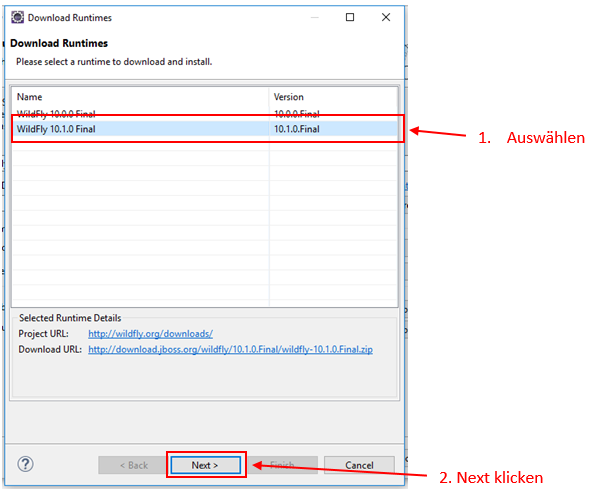 Download Runtimes
Download Runtimes
Please select a runtime to download and install.
Name Version
WildFly 10.0.0 Final 10.0.0.Final
WildFly 10.1.0 Final 10.1.0.Final
1. Auswählen
Selected Runtime Details
Project URL: http://wildfly.org/downloads/
Download URL: http://download.jboss.org/wildfly/10.1.0.Final/wildfly-10.1.0.Final.zip
? < Back Next > Finish Cancel
2. Next klicken